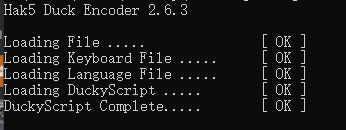 Hak5 Duck Encoder 2.6.3
Loading File ..... [ OK ]
Loading Keyboard File ..... [ OK ]
Loading Language File ..... [ OK ]
Loading DuckyScript ..... [ OK ]
DuckyScript Complete..... [ OK ]